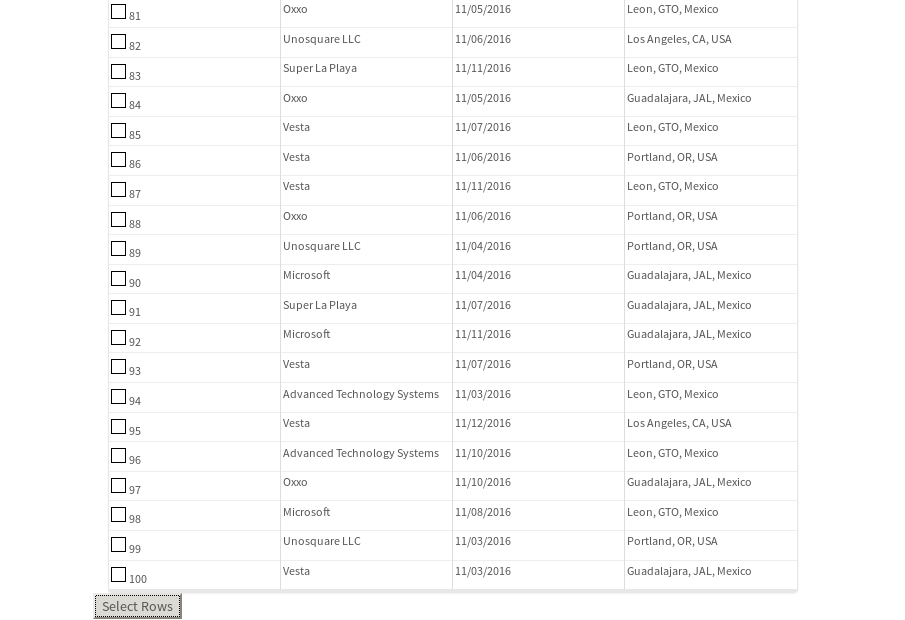 81 Oxxo 11/05/2016 Leon, GTO, Mexico
82 Unosquare LLC 11/06/2016 Los Angeles, CA, USA
83 Super La Playa 11/11/2016 Leon, GTO, Mexico
84 Oxxo 11/05/2016 Guadalajara, JAL, Mexico
85 Vesta 11/07/2016 Leon, GTO, Mexico
86 Vesta 11/06/2016 Portland, OR, USA
87 Vesta 11/11/2016 Leon, GTO, Mexico
88 Oxxo 11/06/2016 Portland, OR, USA
89 Unosquare LLC 11/04/2016 Portland, OR, USA
90 Microsoft 11/04/2016 Guadalajara, JAL, Mexico
91 Super La Playa 11/07/2016 Guadalajara, JAL, Mexico
92 Microsoft 11/11/2016 Guadalajara, JAL, Mexico
93 Vesta 11/07/2016 Portland, OR, USA
94 Advanced Technology Systems 11/03/2016 Leon, GTO, Mexico
95 Vesta 11/12/2016 Los Angeles, CA, USA
96 Advanced Technology Systems 11/10/2016 Leon, GTO, Mexico
97 Oxxo 11/10/2016 Guadalajara, JAL, Mexico
98 Microsoft 11/08/2016 Leon, GTO, Mexico
99 Unosquare LLC 11/03/2016 Portland, OR, USA
100 Vesta 11/03/2016 Guadalajara, JAL, Mexico
Select Rows